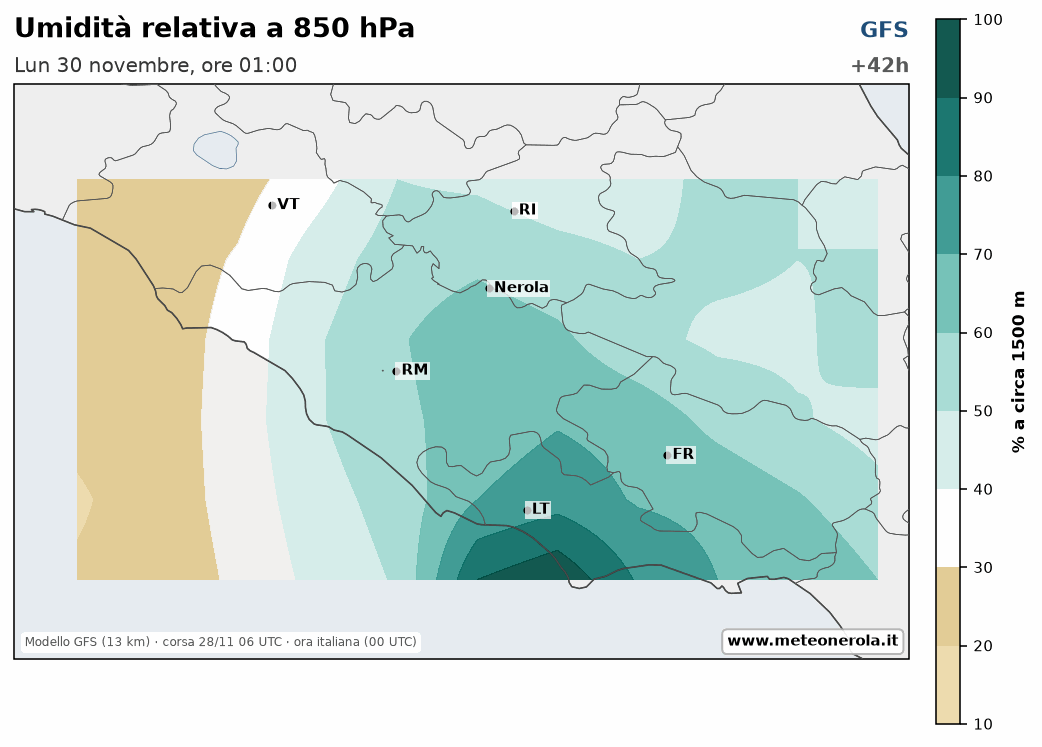 Umidità relativa a 850 hPa
GFS
Lun 30 novembre, ore 01:00
+42h
VT
RI
Nerola
RM
FR
LT
Modello GFS (13 km) · corsa 28/11 06 UTC · ora italiana (00 UTC)
www.meteonerola.it
100
90
80
70
60
50
40
30
20
10
% a circa 1500 m